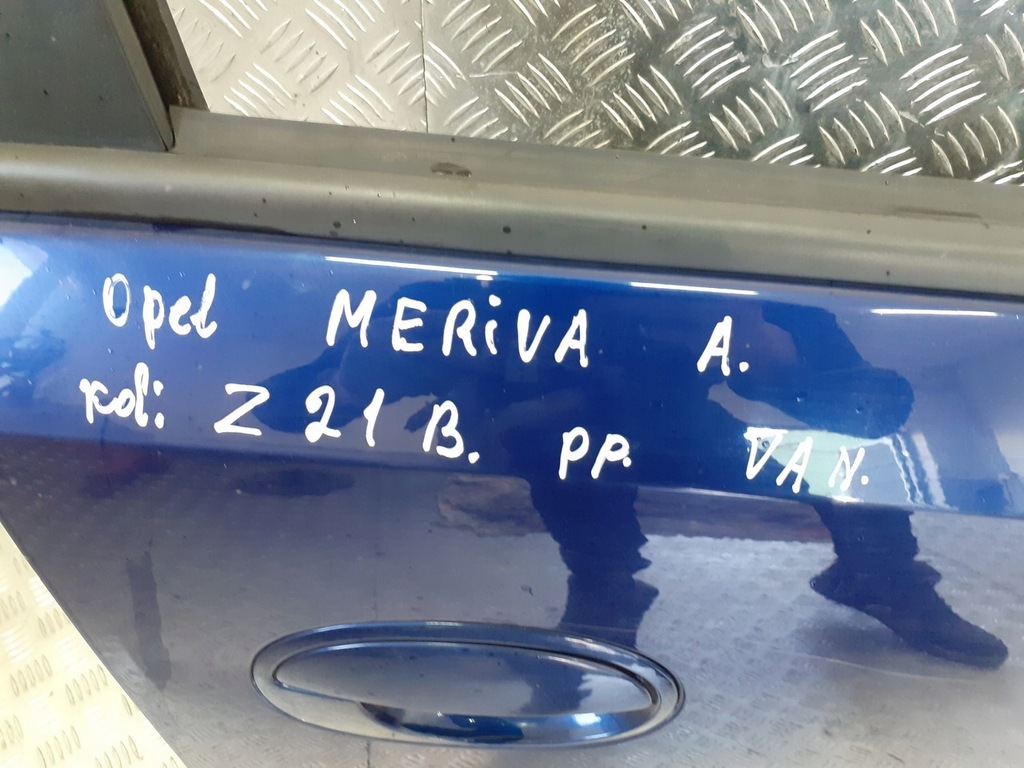 Opel MERiVA A.
kol: Z 21 B. PP. VAN.